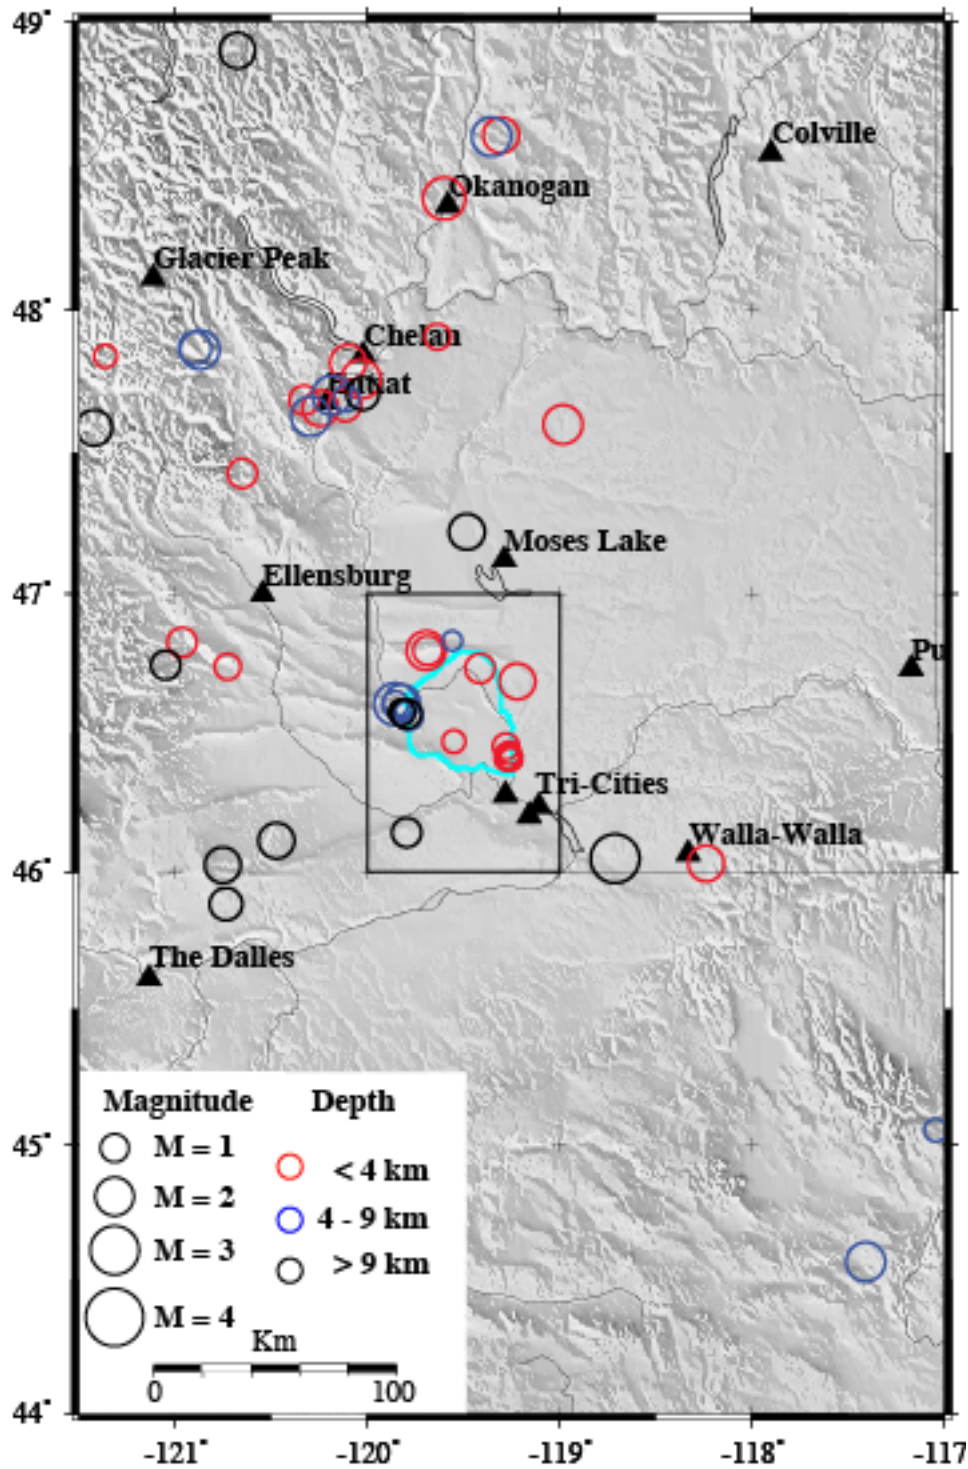 49°
Colville
Okanogan
Glacier Peak
48°
Chelan
Entiat
Moses Lake
Ellensburg
47°
Pu
Tri-Cities
Walla-Walla
46°
The Dalles
Magnitude Depth
M = 1
< 4 km
45°
M = 2
4 - 9 km
M = 3
> 9 km
M = 4
Km
0 100
44°
-121° -120° -119° -118° -117